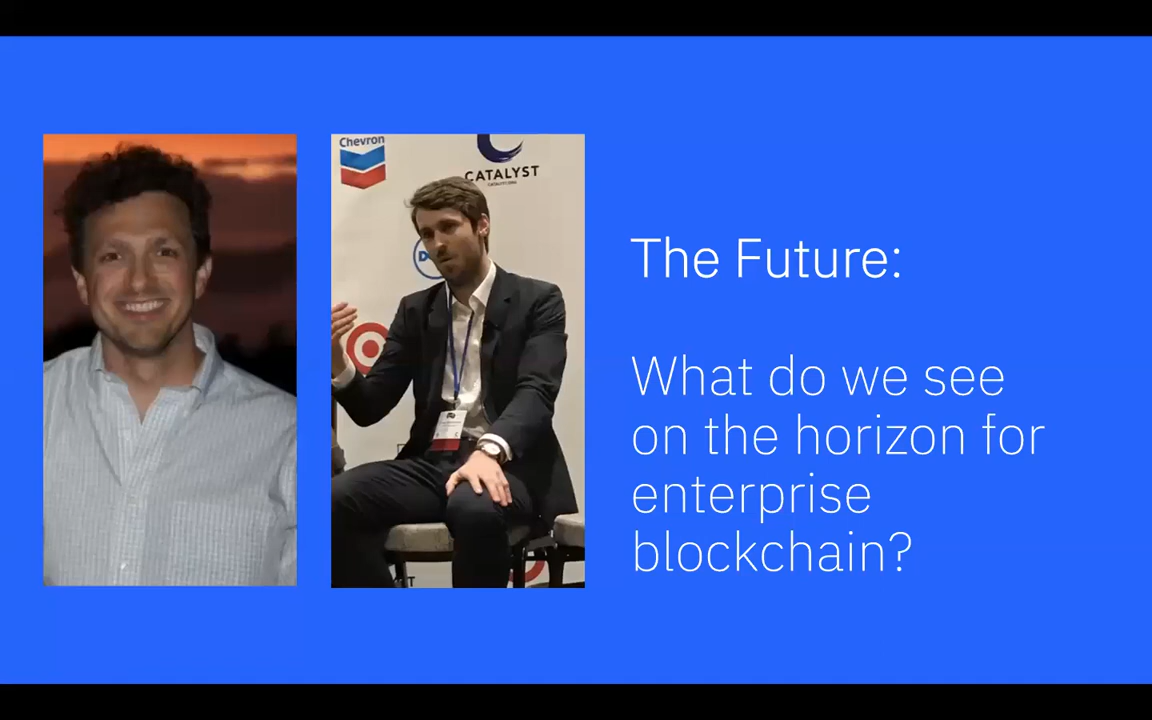 Chevron
CATALYST
The Future:
What do we see
on the horizon for
enterprise
blockchain?